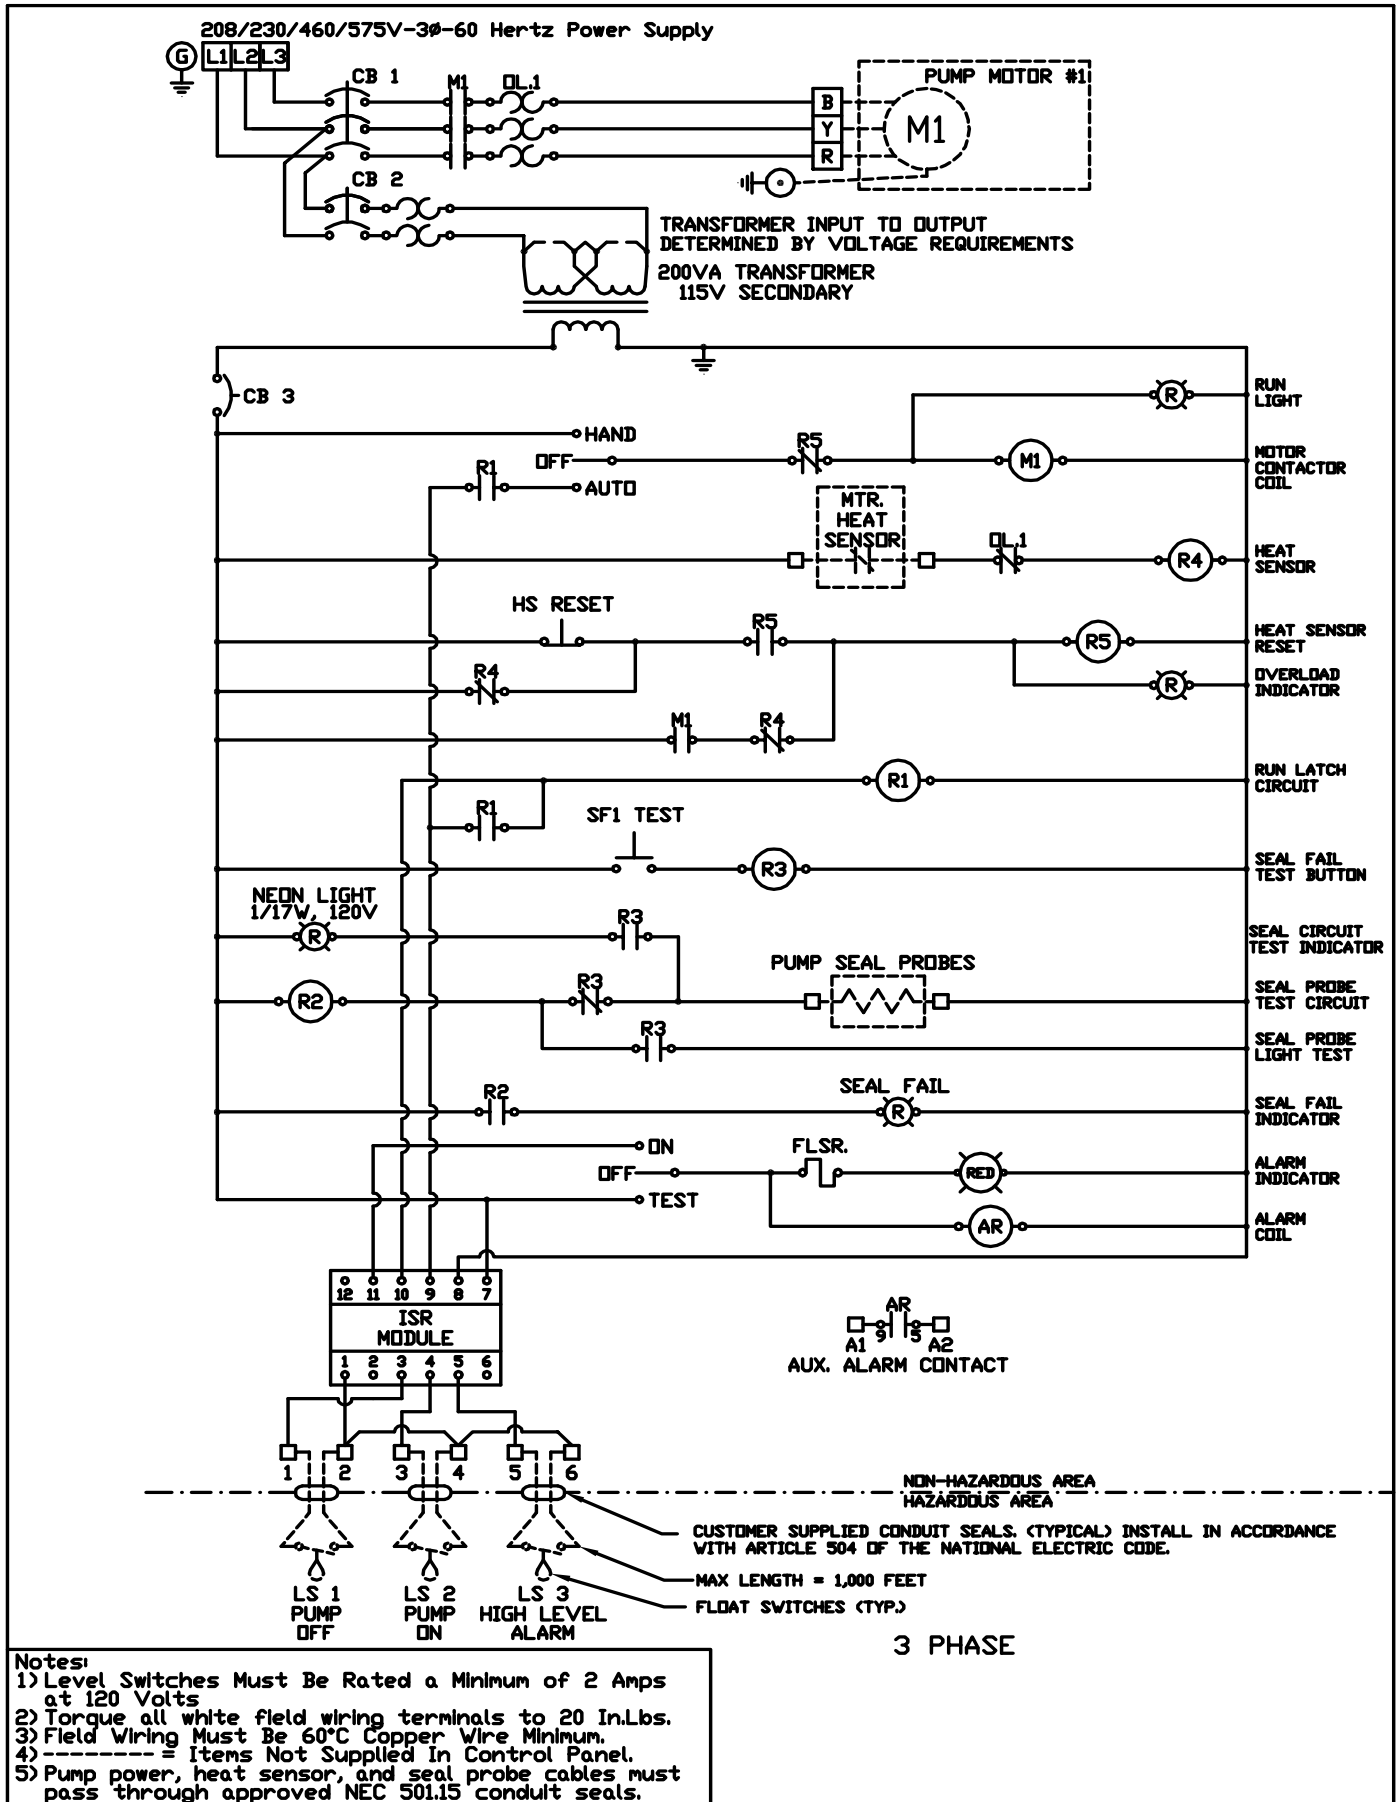 208/230/460/575V-3Ø-60 Hertz Power Supply
G L1 L2 L3
CB 1
M1
OL.1
PUMP MOTOR #1
B
Y
R
M1
CB 2
TRANSFORMER INPUT TO OUTPUT
DETERMINED BY VOLTAGE REQUIREMENTS
200VA TRANSFORMER
115V SECONDARY
CB 3
R
RUN
LIGHT
HAND
OFF
R5
M1
MOTOR
CONTACTOR
COIL
R1
AUTO
MTR.
HEAT
SENSOR
OL.1
R4
HEAT
SENSOR
HS RESET
R5
R5
HEAT SENSOR
RESET
R4
R
OVERLOAD
INDICATOR
M1
R4
R1
RUN LATCH
CIRCUIT
R1
SF1 TEST
R3
SEAL FAIL
TEST BUTTON
NEON LIGHT
1/17W, 120V
R
R3
SEAL CIRCUIT
TEST INDICATOR
PUMP SEAL PROBES
R2
R3
SEAL PROBE
TEST CIRCUIT
R3
SEAL PROBE
LIGHT TEST
R2
SEAL FAIL
R
SEAL FAIL
INDICATOR
ON
OFF
FLSR.
RED
ALARM
INDICATOR
TEST
AR
ALARM
COIL
12 11 10 9 8 7
ISR
MODULE
1 2 3 4 5 6
AR
A1 9 5 A2
AUX. ALARM CONTACT
1 2 3 4 5 6
NON-HAZARDOUS AREA
HAZARDOUS AREA
CUSTOMER SUPPLIED CONDUIT SEALS. (TYPICAL) INSTALL IN ACCORDANCE
WITH ARTICLE 504 OF THE NATIONAL ELECTRIC CODE.
MAX LENGTH = 1,000 FEET
FLOAT SWITCHES (TYP.)
LS 1
PUMP
OFF
LS 2
PUMP
ON
LS 3
HIGH LEVEL
ALARM
3 PHASE
Notes:
1) Level Switches Must Be Rated a Minimum of 2 Amps
at 120 Volts
2) Torque all white field wiring terminals to 20 In.Lbs.
3) Field Wiring Must Be 60°C Copper Wire Minimum.
4) -------- = Items Not Supplied In Control Panel.
5) Pump power, heat sensor, and seal probe cables must
pass through approved NEC 501.15 conduit seals.